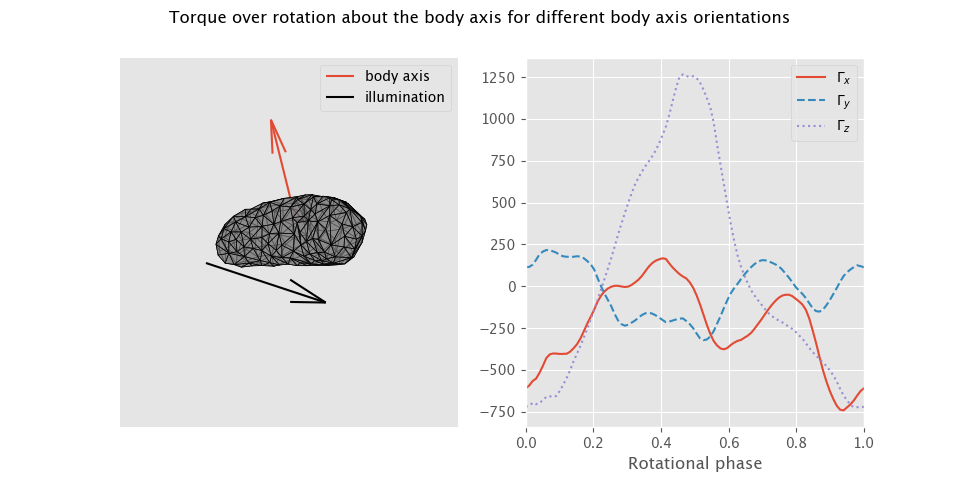 Torque over rotation about the body axis for different body axis orientations
body axis
illumination
Γx
Γy
Γz
1250
1000
750
500
250
0
−250
−500
−750
0.0 0.2 0.4 0.6 0.8 1.0
Rotational phase